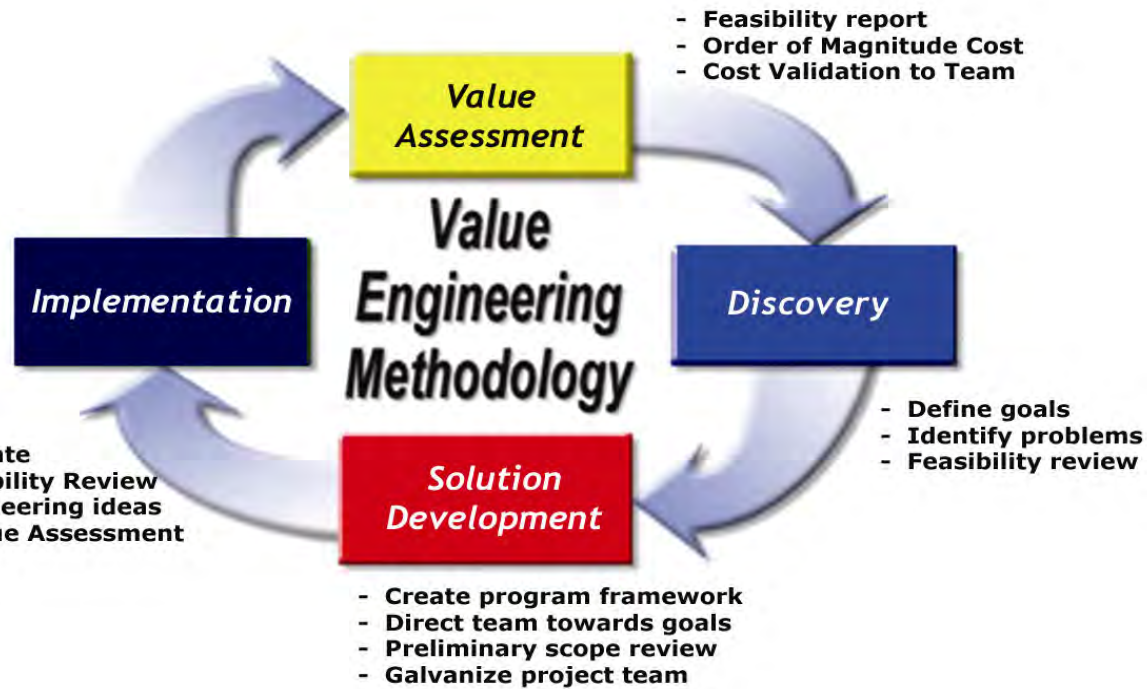 - Feasibility report
- Order of Magnitude Cost
- Cost Validation to Team
Value
Assessment
Value
Engineering
Methodology
Implementation
Discovery
- Define goals
- Identify problems
- Feasibility review
Review
ideas
Assessment
Solution
Development
- Create program framework
- Direct team towards goals
- Preliminary scope review
- Galvanize project team